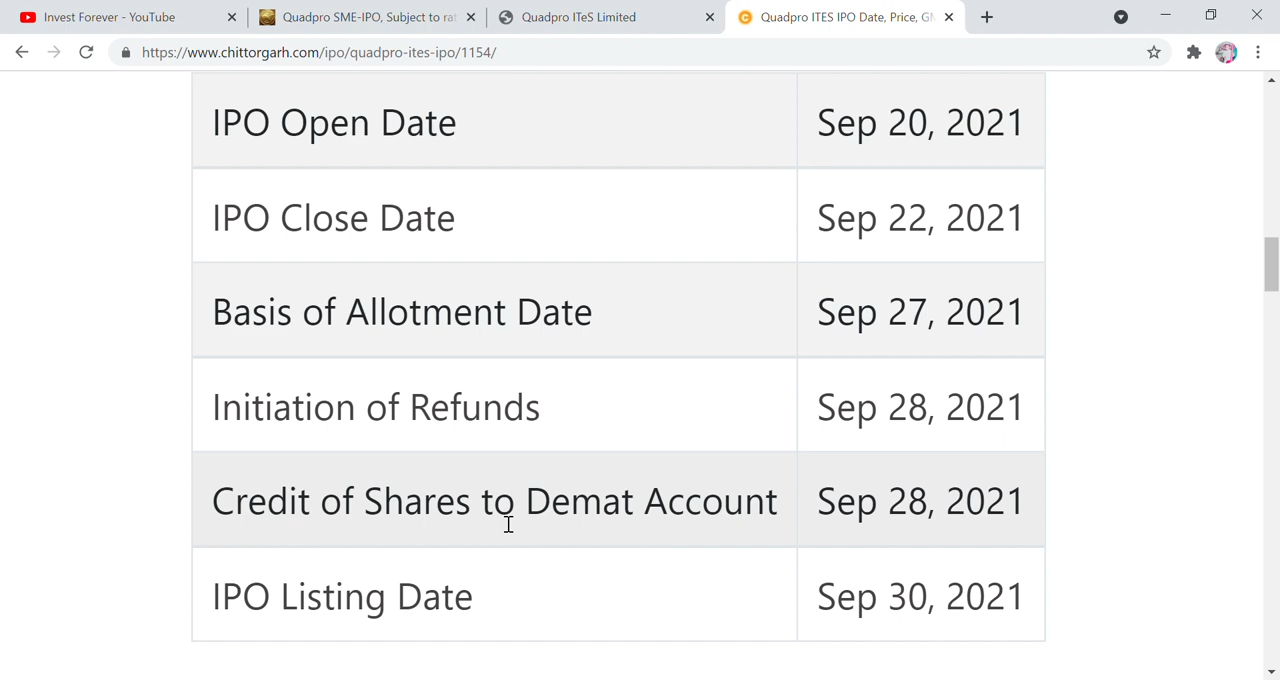 Invest Forever - YouTube
Quadpro SME-IPO, Subject to rat
Quadpro ITeS Limited
Quadpro ITES IPO Date, Price, GM
https://www.chittorgarh.com/ipo/quadpro-ites-ipo/1154/
IPO Open Date Sep 20, 2021
IPO Close Date Sep 22, 2021
Basis of Allotment Date Sep 27, 2021
Initiation of Refunds Sep 28, 2021
Credit of Shares to Demat Account Sep 28, 2021
IPO Listing Date Sep 30, 2021